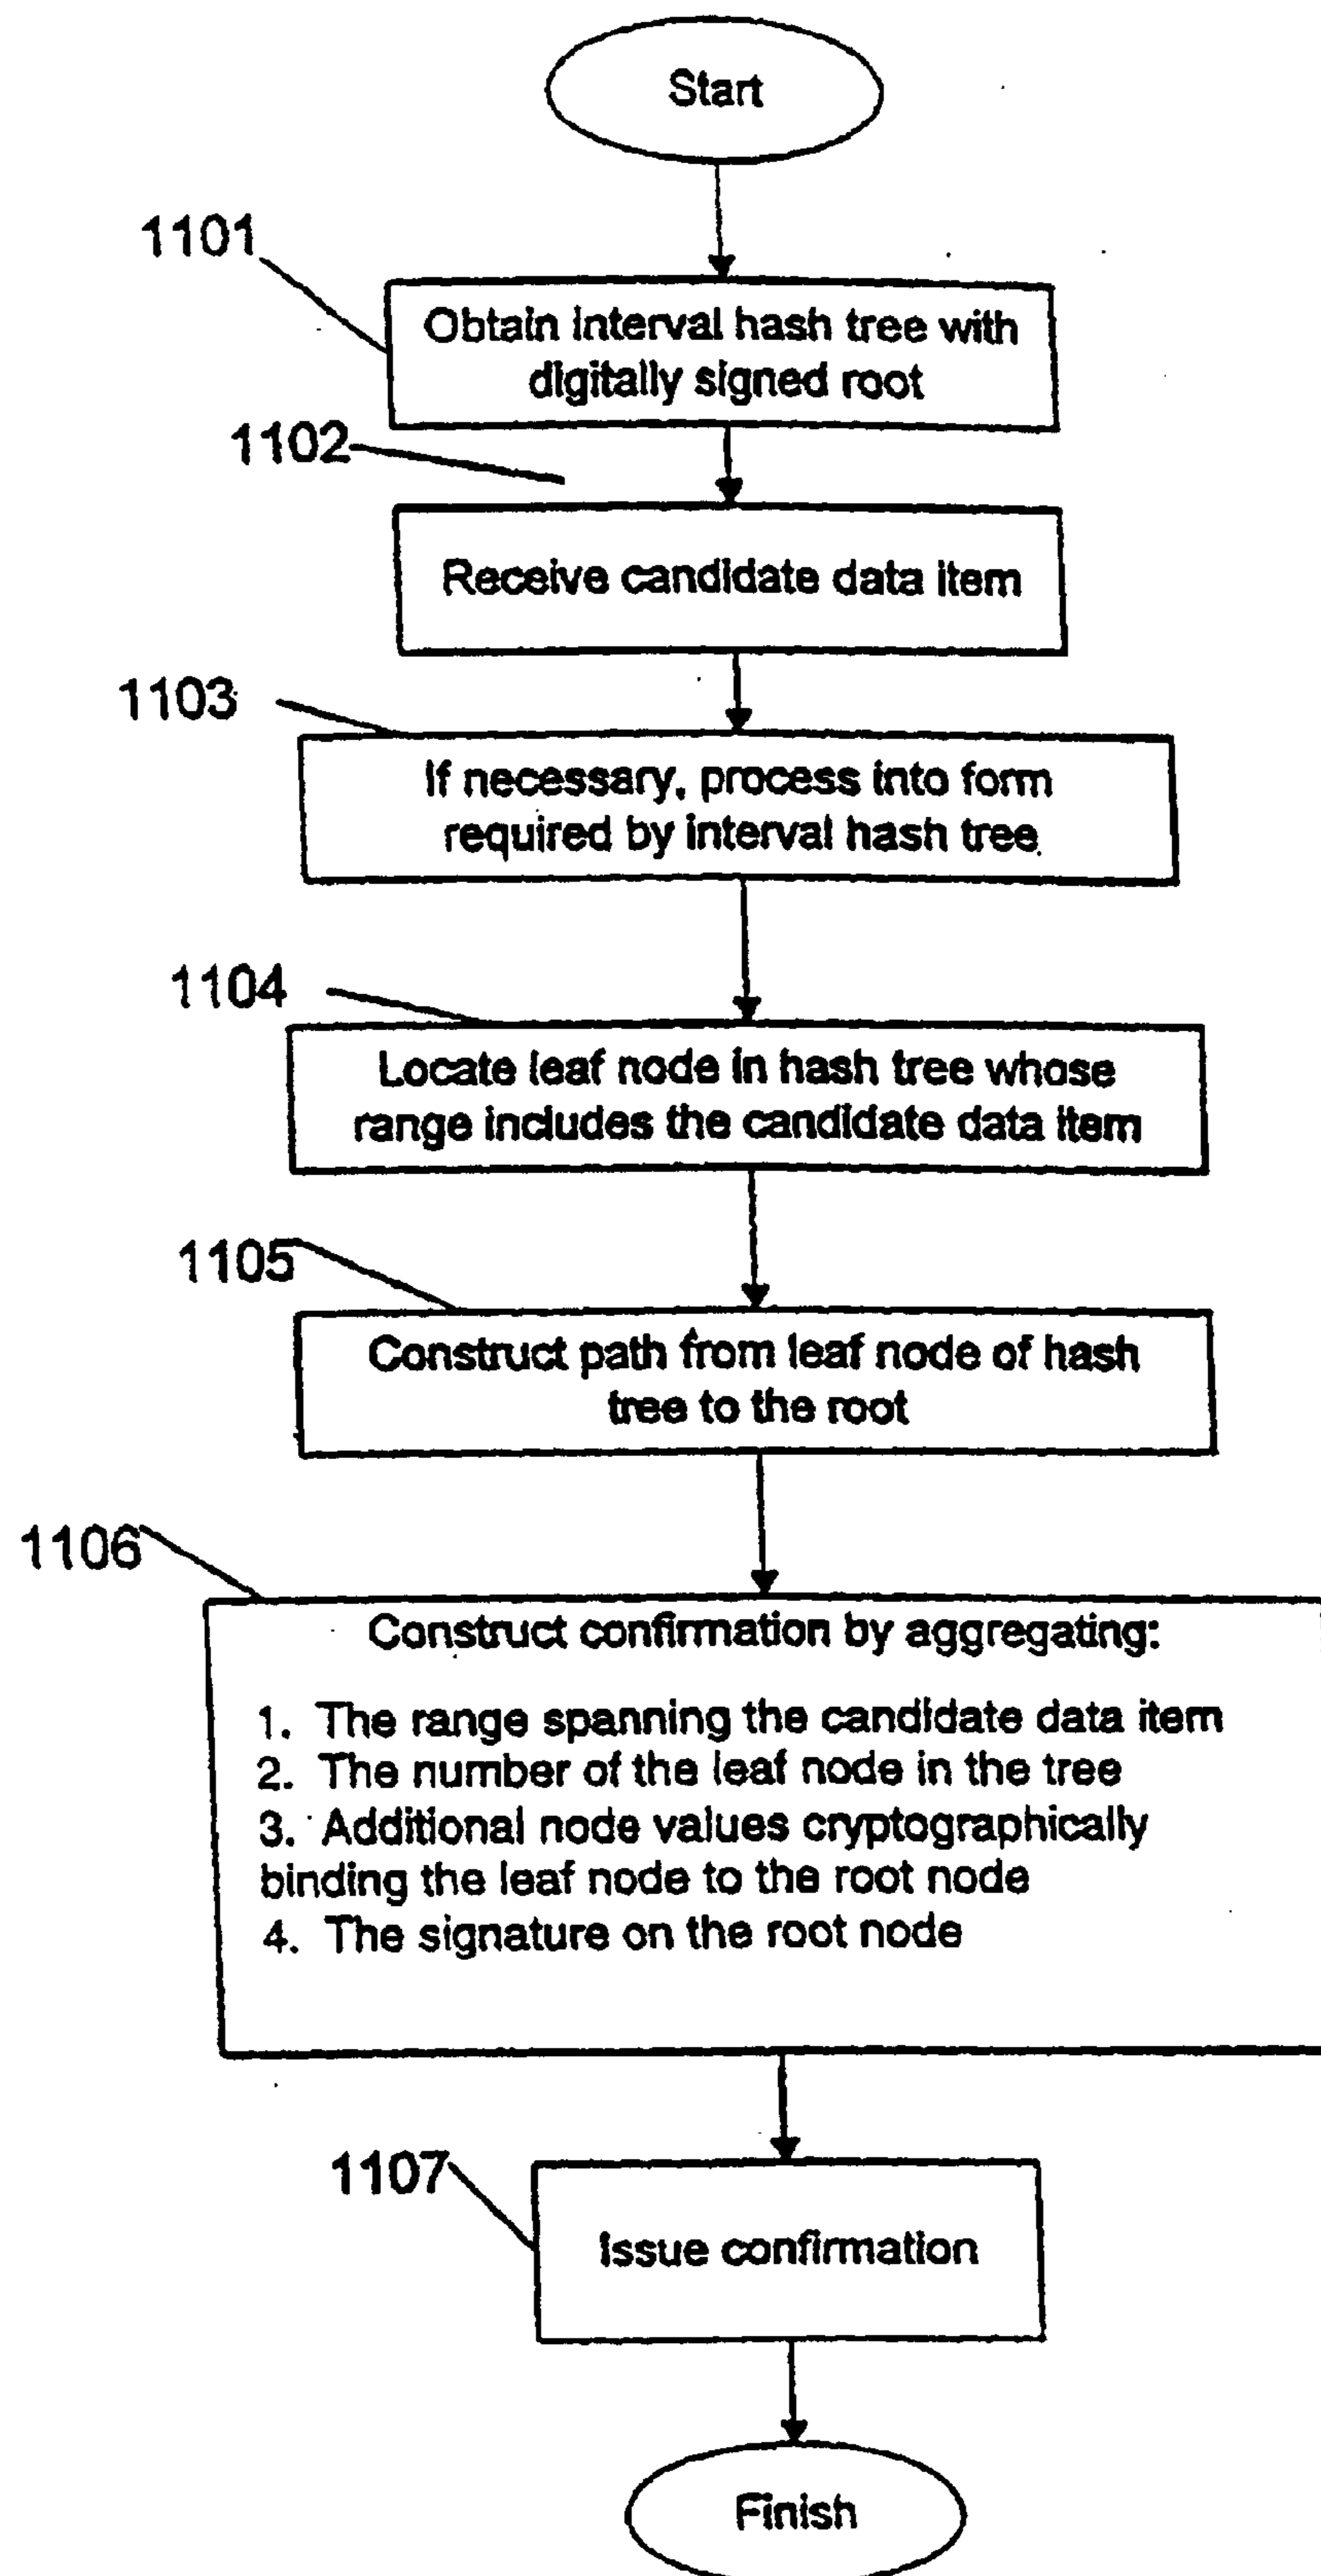 Start
1101
Obtain interval hash tree with
digitally signed root
1102
Receive candidate data item
1103
If necessary, process into form
required by interval hash tree
1104
Locate leaf node in hash tree whose
range includes the candidate data item
1105
Construct path from leaf node of hash
tree to the root
1106
Construct confirmation by aggregating:
1. The range spanning the candidate data item
2. The number of the leaf node in the tree
3. Additional node values cryptographically
binding the leaf node to the root node
4. The signature on the root node
1107
Issue confirmation
Finish